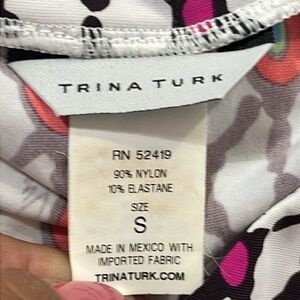 TRINA TURK
RN 52419
90% NYLON
10% ELASTANE
SIZE
S
MADE IN MEXICO WITH
IMPORTED FABRIC
TRINATURK.COM